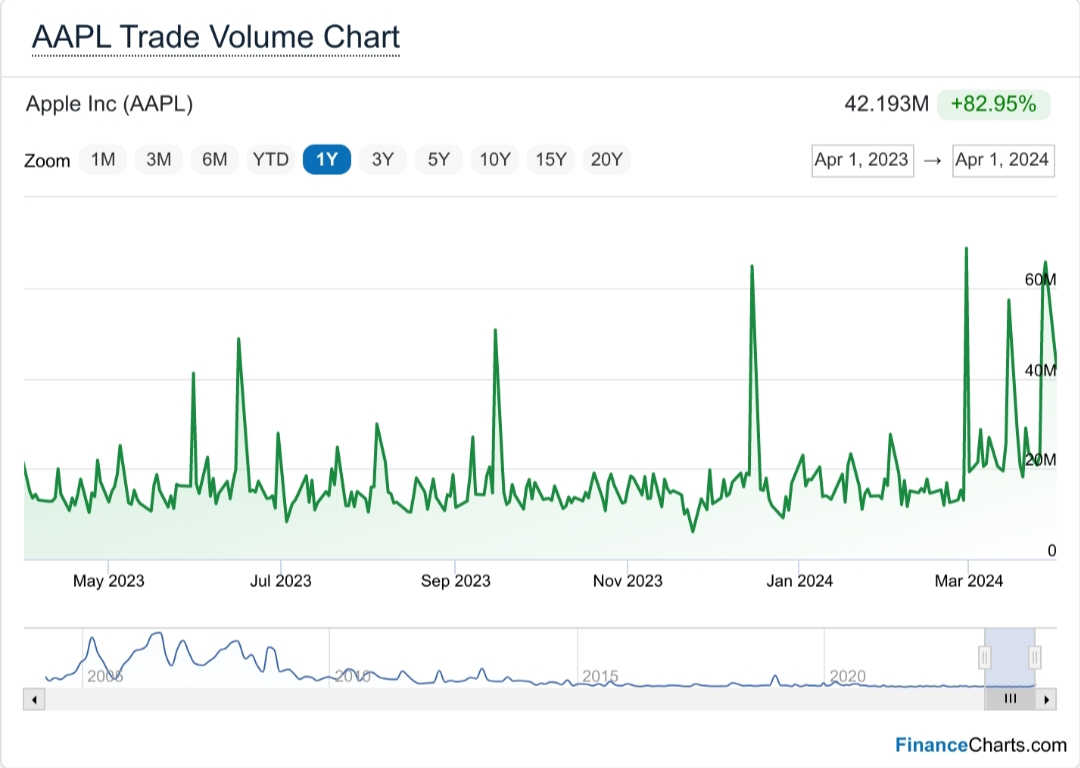 AAPL Trade Volume Chart
Apple Inc (AAPL) 42.193M +82.95%
Zoom 1M 3M 6M YTD 1Y 3Y 5Y 10Y 15Y 20Y Apr 1, 2023 → Apr 1, 2024
60M
40M
20M
0
May 2023 Jul 2023 Sep 2023 Nov 2023 Jan 2024 Mar 2024
2005 2010 2015 2020
FinanceCharts.com